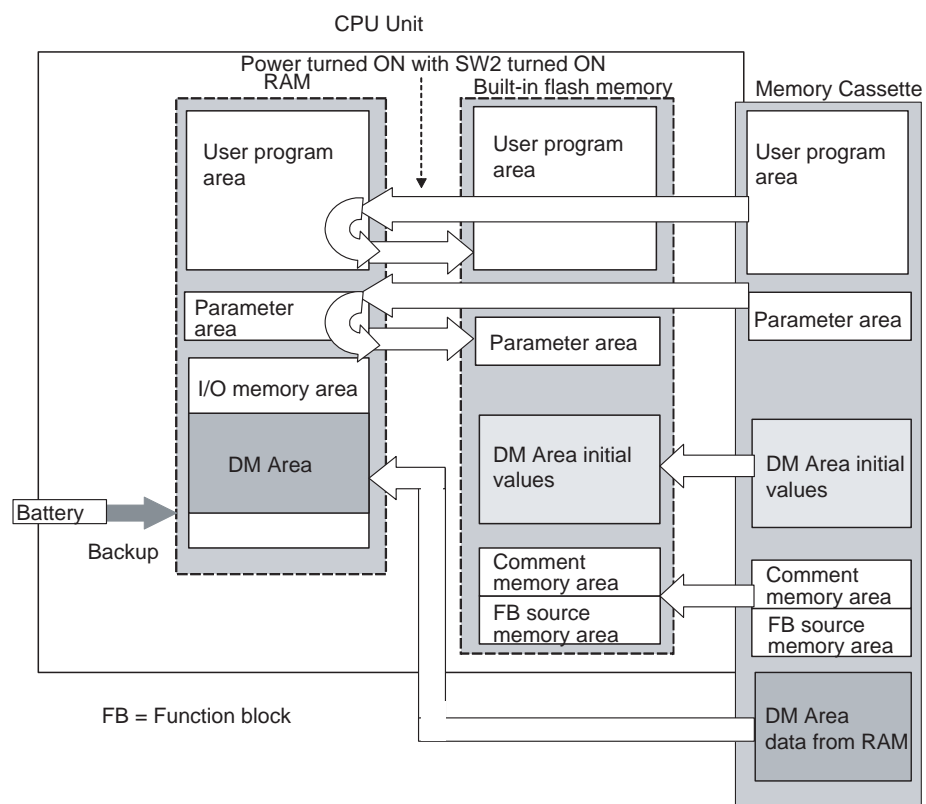 CPU Unit
Power turned ON with SW2 turned ON
RAM
Built-in flash memory
Memory Cassette
User program
area
User program
area
User program
area
Parameter
area
Parameter area
Parameter area
I/O memory area
DM Area
DM Area initial
values
DM Area initial
values
Battery
Backup
Comment
memory area
FB source
memory area
Comment
memory area
FB source
memory area
FB = Function block
DM Area
data from RAM